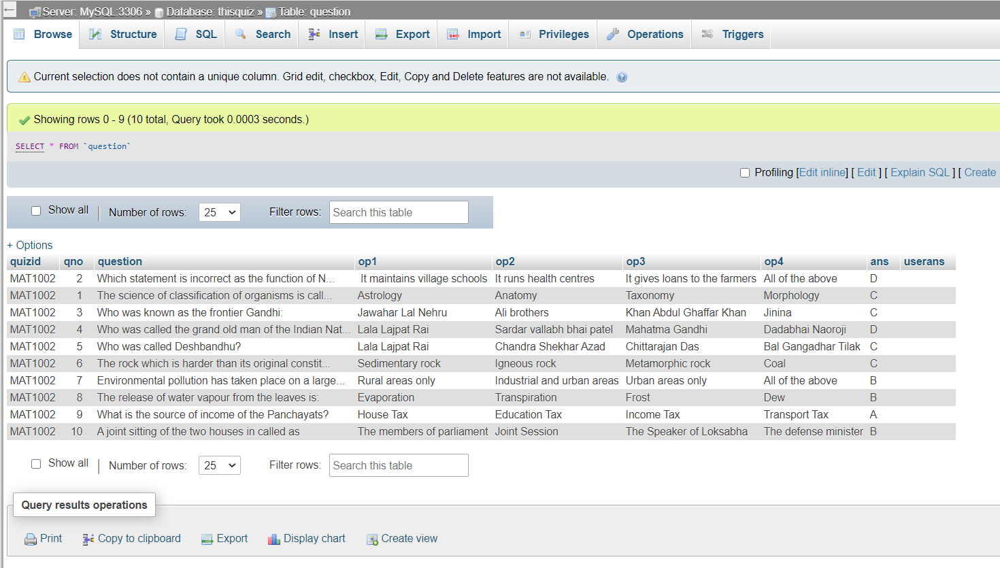 Server: MySQL:3306 » Database: thisquiz » Table: question
Browse Structure SQL Search Insert Export Import Privileges Operations Triggers
Current selection does not contain a unique column. Grid edit, checkbox, Edit, Copy and Delete features are not available.
Showing rows 0 - 9 (10 total, Query took 0.0003 seconds.)
SELECT * FROM `question`
Profiling [Edit inline] [ Edit ] [ Explain SQL ] [ Create
Show all | Number of rows: 25 Filter rows: Search this table
+ Options
quizid qno question op1 op2 op3 op4 ans userans
MAT1002 2 Which statement is incorrect as the function of N... It maintains village schools It runs health centres It gives loans to the farmers All of the above D
MAT1002 1 The science of classification of organisms is call... Astrology Anatomy Taxonomy Morphology C
MAT1002 3 Who was known as the frontier Gandhi: Jawahar Lal Nehru Ali brothers Khan Abdul Ghaffar Khan Jinina C
MAT1002 4 Who was called the grand old man of the Indian Nat... Lala Lajpat Rai Sardar vallabh bhai patel Mahatma Gandhi Dadabhai Naoroji D
MAT1002 5 Who was called Deshbandhu? Lala Lajpat Rai Chandra Shekhar Azad Chittarajan Das Bal Gangadhar Tilak C
MAT1002 6 The rock which is harder than its original constit... Sedimentary rock Igneous rock Metamorphic rock Coal C
MAT1002 7 Environmental pollution has taken place on a large... Rural areas only Industrial and urban areas Urban areas only All of the above B
MAT1002 8 The release of water vapour from the leaves is: Evaporation Transpiration Frost Dew B
MAT1002 9 What is the source of income of the Panchayats? House Tax Education Tax Income Tax Transport Tax A
MAT1002 10 A joint sitting of the two houses in called as The members of parliament Joint Session The Speaker of Loksabha The defense minister B
Show all | Number of rows: 25 Filter rows: Search this table
Query results operations
Print Copy to clipboard Export Display chart Create view